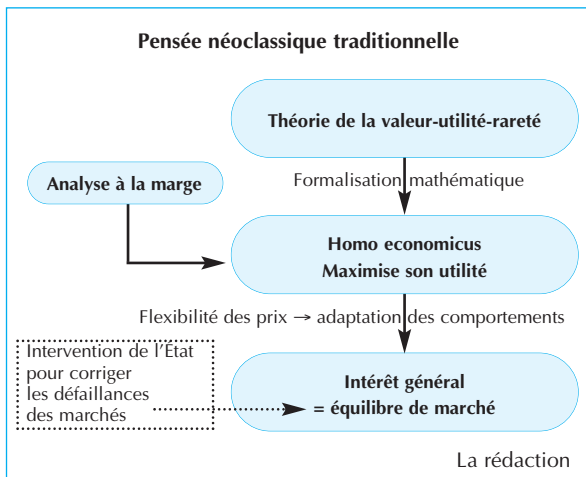 Pensée néoclassique traditionnelle
Théorie de la valeur-utilité-rareté
Analyse à la marge
Formalisation mathématique
Homo economicus
Maximise son utilité
Flexibilité des prix → adaptation des comportements
Intervention de l’État
pour corriger
les défaillances
des marchés
Intérêt général
= équilibre de marché
La rédaction